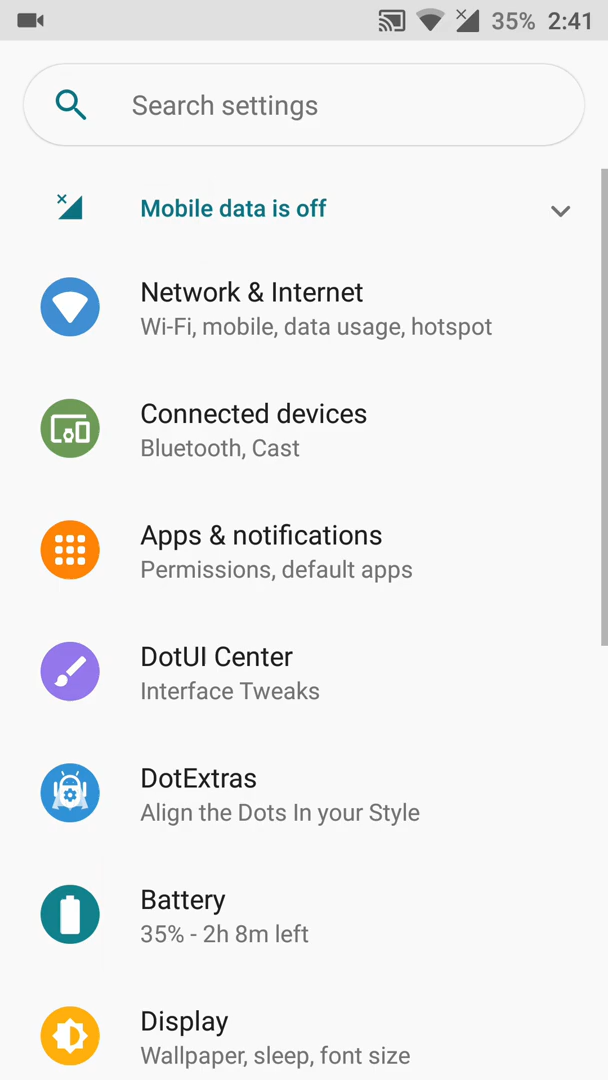 35% 2:41
Search settings
Mobile data is off
Network & Internet
Wi-Fi, mobile, data usage, hotspot
Connected devices
Bluetooth, Cast
Apps & notifications
Permissions, default apps
DotUI Center
Interface Tweaks
DotExtras
Align the Dots In your Style
Battery
35% - 2h 8m left
Display
Wallpaper, sleep, font size